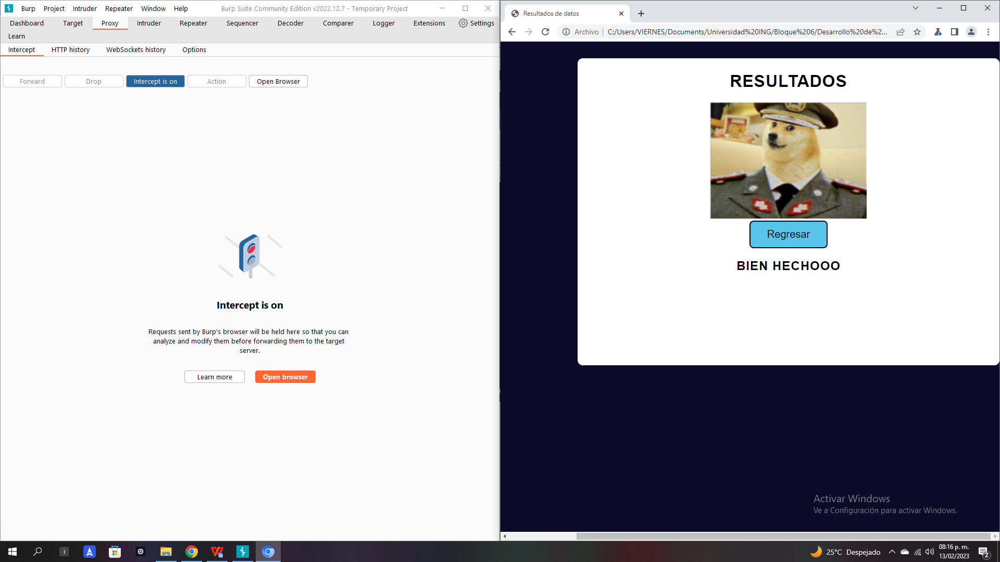 Burp Project Intruder Repeater Window Help Burp Suite Community Edition v2022.12.7 - Temporary Project
Dashboard Target Proxy Intruder Repeater Sequencer Decoder Comparer Logger Extensions Settings
Learn
Intercept HTTP history WebSockets history Options
Forward Drop Intercept is on Action Open Browser
Intercept is on
Requests sent by Burp's browser will be held here so that you can
analyze and modify them before forwarding them to the target
server.
Learn more Open browser
Resultados de datos
Archivo C:/Users/VIERNES/Documents/Universidad%20ING/Bloque%206/Desarrollo%20de%2...
RESULTADOS
Regresar
BIEN HECHOOO
Activar Windows
Ve a Configuración para activar Windows.
25°C Despejado
08:16 p. m.
13/02/2023
2